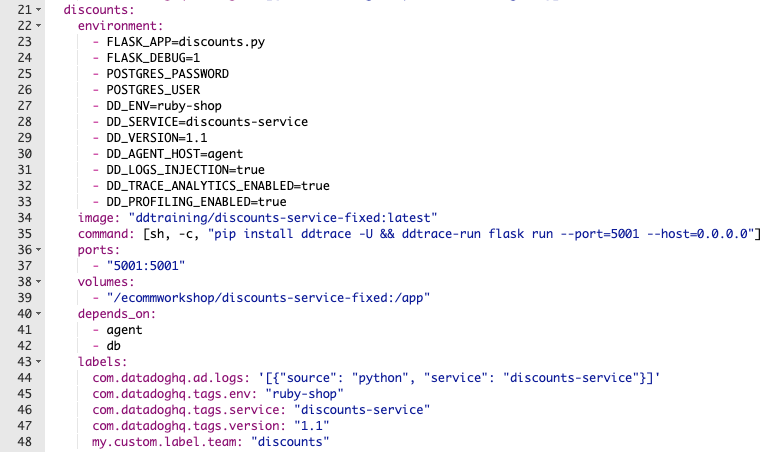 21 discounts:
22 environment:
23 - FLASK_APP=discounts.py
24 - FLASK_DEBUG=1
25 - POSTGRES_PASSWORD
26 - POSTGRES_USER
27 - DD_ENV=ruby-shop
28 - DD_SERVICE=discounts-service
29 - DD_VERSION=1.1
30 - DD_AGENT_HOST=agent
31 - DD_LOGS_INJECTION=true
32 - DD_TRACE_ANALYTICS_ENABLED=true
33 - DD_PROFILING_ENABLED=true
34 image: "ddtraining/discounts-service-fixed:latest"
35 command: [sh, -c, "pip install ddtrace -U && ddtrace-run flask run --port=5001 --host=0.0.0.0"]
36 ports:
37 - "5001:5001"
38 volumes:
39 - "/ecommworkshop/discounts-service-fixed:/app"
40 depends_on:
41 - agent
42 - db
43 labels:
44 com.datadoghq.ad.logs: '[{"source": "python", "service": "discounts-service"}]'
45 com.datadoghq.tags.env: "ruby-shop"
46 com.datadoghq.tags.service: "discounts-service"
47 com.datadoghq.tags.version: "1.1"
48 my.custom.label.team: "discounts"